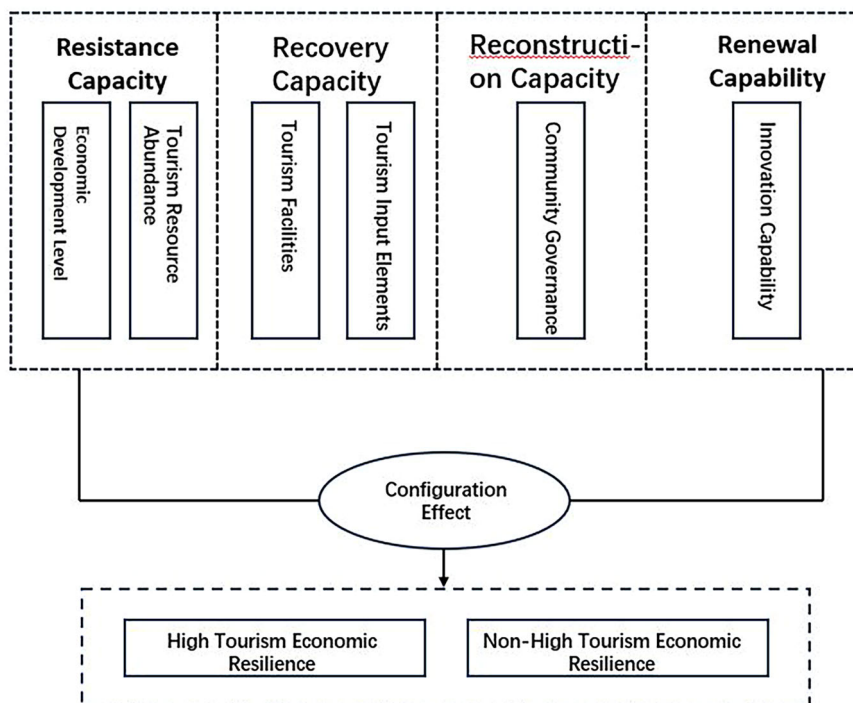 Resistance
Capacity
Economic
Development Level
Tourism Resource
Abundance
Recovery
Capacity
Tourism Facilities
Tourism Input Elements
Reconstructi-
on Capacity
Community Governance
Renewal
Capability
Innovation Capability
Configuration
Effect
High Tourism Economic
Resilience
Non-High Tourism Economic
Resilience